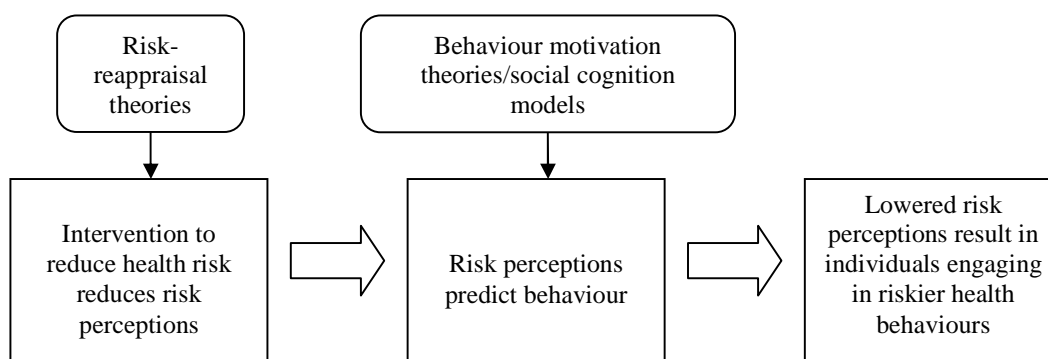 Risk-
reappraisal
theories
Behaviour motivation
theories/social cognition
models
Intervention to
reduce health risk
reduces risk
perceptions
Risk perceptions
predict behaviour
Lowered risk
perceptions result in
individuals engaging
in riskier health
behaviours